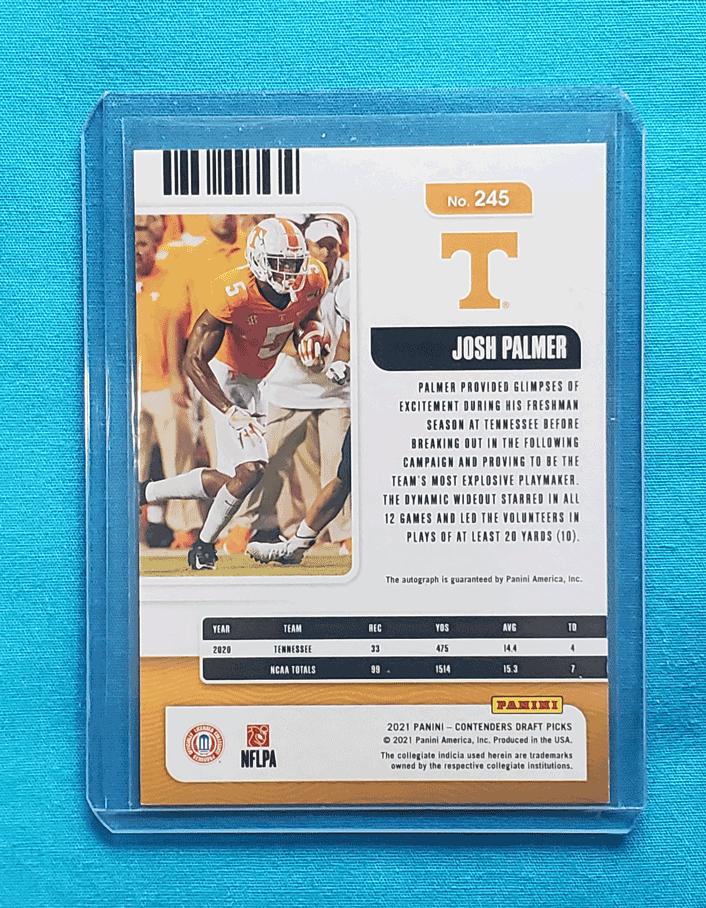 No. 245
T
®
5
5
JOSH PALMER
PALMER PROVIDED GLIMPSES OF
EXCITEMENT DURING HIS FRESHMAN
SEASON AT TENNESSEE BEFORE
BREAKING OUT IN THE FOLLOWING
CAMPAIGN AND PROVING TO BE THE
TEAM'S MOST EXPLOSIVE PLAYMAKER.
THE DYNAMIC WIDEOUT STARRED IN ALL
12 GAMES AND LED THE VOLUNTEERS IN
PLAYS OF AT LEAST 20 YARDS (10).
The autograph is guaranteed by Panini America, Inc.
YEAR TEAM REC YDS AVG TD
2020 TENNESSEE 33 475 14.4 4
NCAA TOTALS 99 1514 15.3 7
PANINI
2021 PANINI – CONTENDERS DRAFT PICKS
© 2021 Panini America, Inc. Produced in the USA.
The collegiate indicia used herein are trademarks
owned by the respective collegiate institutions.
NFLPA